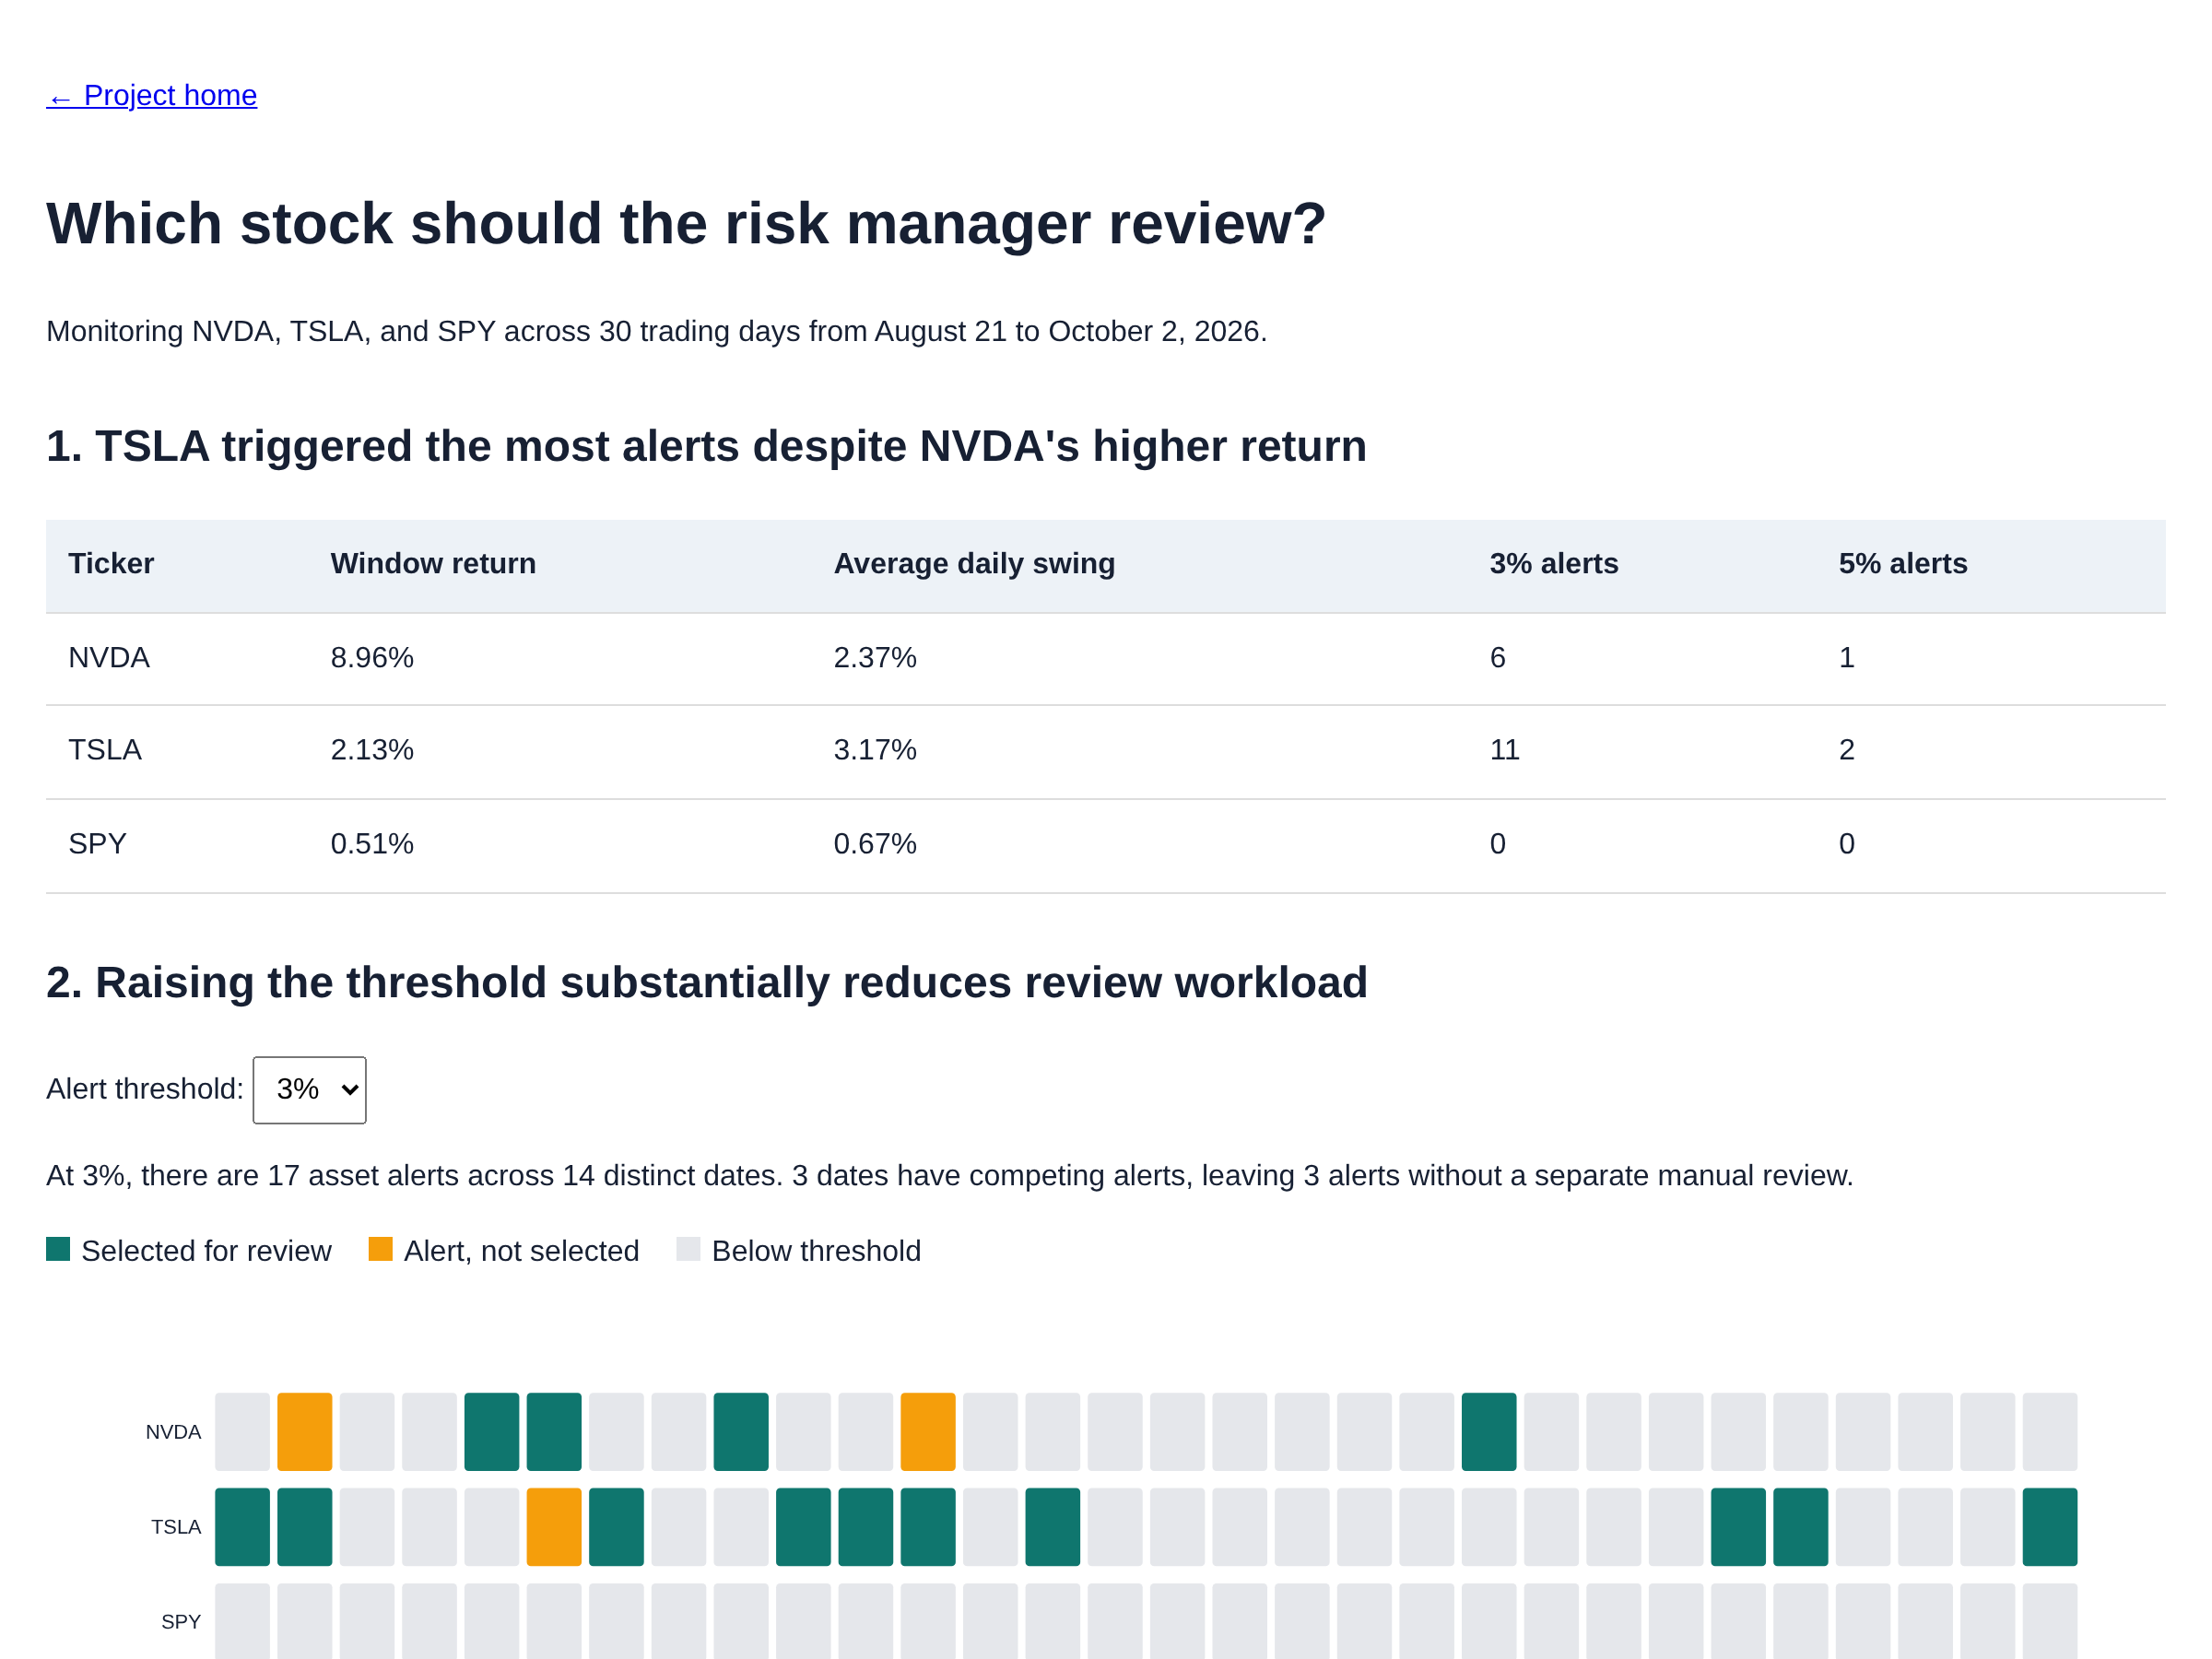 ← Project home
Which stock should the risk manager review?
Monitoring NVDA, TSLA, and SPY across 30 trading days from August 21 to October 2, 2026.
1. TSLA triggered the most alerts despite NVDA's higher return
Ticker Window return Average daily swing 3% alerts 5% alerts
NVDA 8.96% 2.37% 6 1
TSLA 2.13% 3.17% 11 2
SPY 0.51% 0.67% 0 0
2. Raising the threshold substantially reduces review workload
Alert threshold: 3%
At 3%, there are 17 asset alerts across 14 distinct dates. 3 dates have competing alerts, leaving 3 alerts without a separate manual review.
Selected for review Alert, not selected Below threshold
NVDA
TSLA
SPY